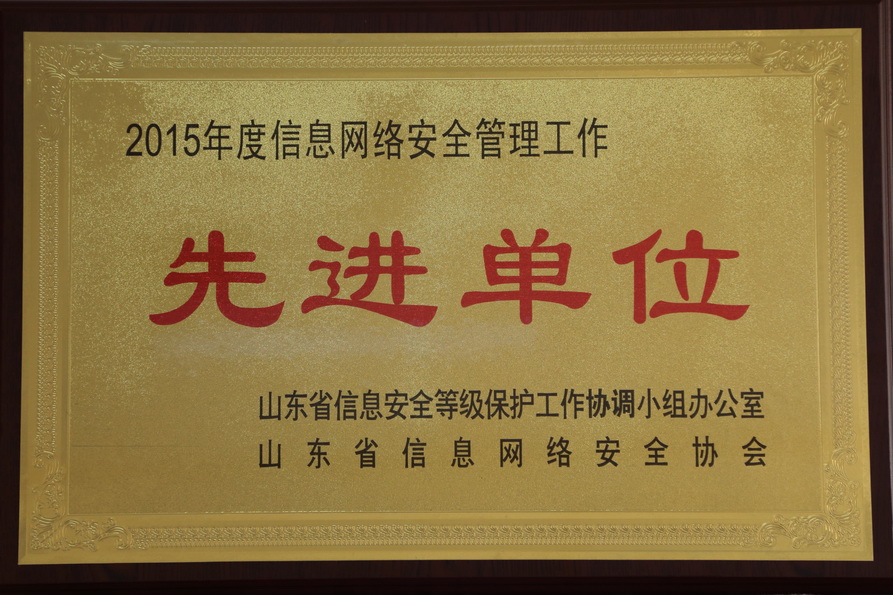 2015年度信息网络安全管理工作
先进单位
山东省信息安全等级保护工作协调小组办公室
山东省信息网络安全协会